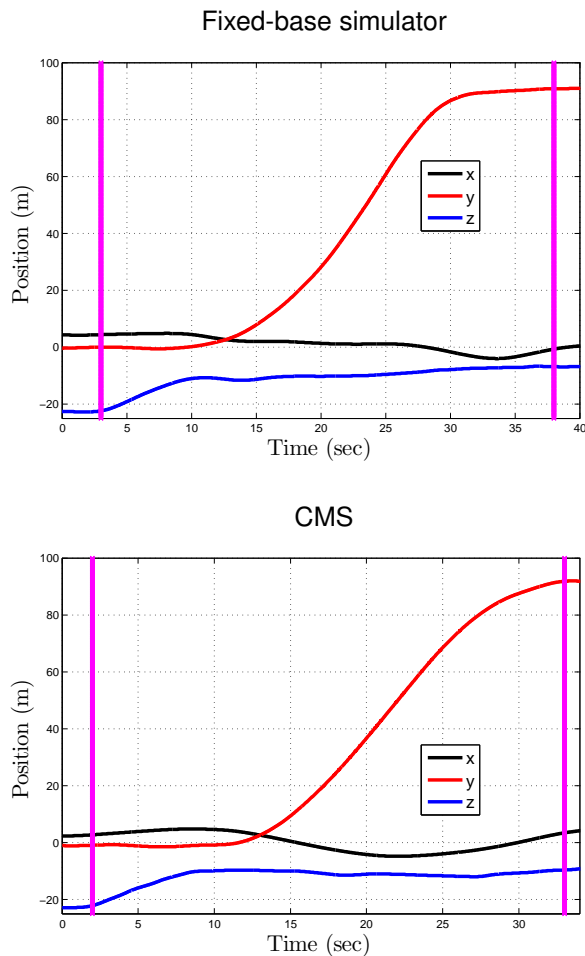 Fixed-base simulator
100
80
60
40
20
0
−20
Position (m)
x
y
z
0 5 10 15 20 25 30 35 40
Time (sec)
CMS
100
80
60
40
20
0
−20
Position (m)
x
y
z
0 5 10 15 20 25 30
Time (sec)